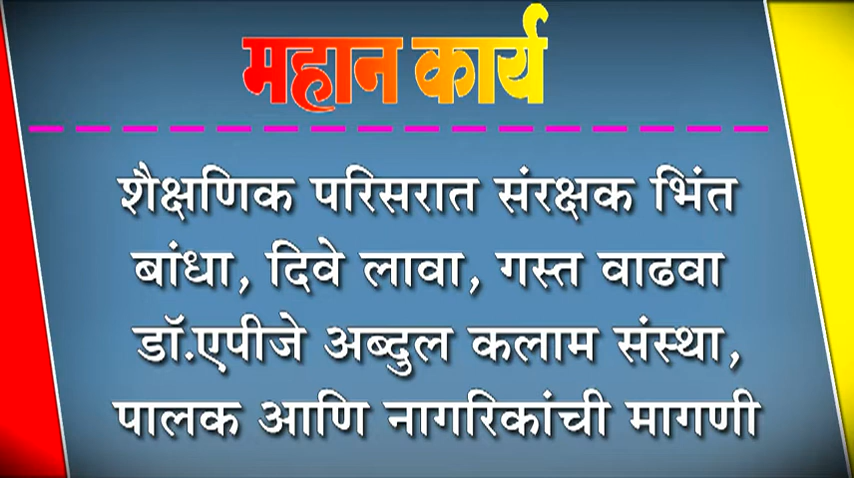 महान कार्य
शैक्षणिक परिसरात संरक्षक भिंत
बांधा, दिवे लावा, गस्त वाढवा
डॉ.एपीजे अब्दुल कलाम संस्था,
पालक आणि नागरिकांची मागणी